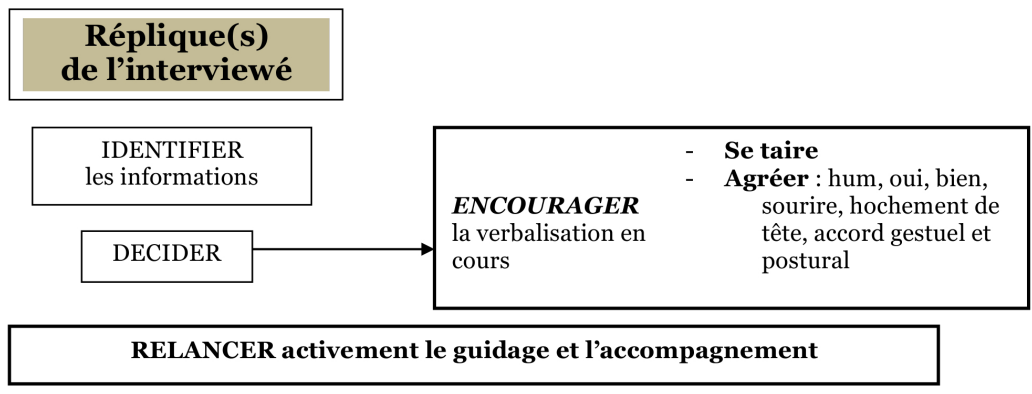 Réplique(s)
de l’interviewé
IDENTIFIER
les informations
DECIDER
ENCOURAGER
la verbalisation en
cours
- Se taire
- Agréer : hum, oui, bien,
sourire, hochement de
tête, accord gestuel et
postural
RELANCER activement le guidage et l’accompagnement